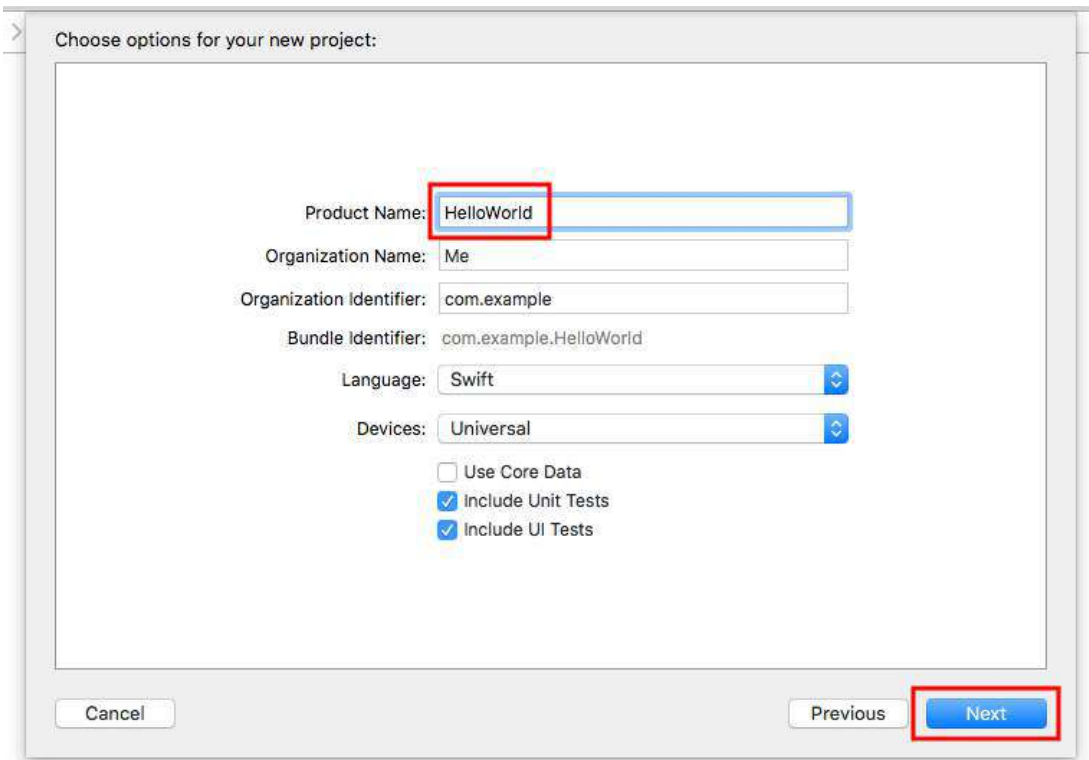 Choose options for your new project:
Product Name: HelloWorld
Organization Name: Me
Organization Identifier: com.example
Bundle Identifier: com.example.HelloWorld
Language: Swift
Devices: Universal
Use Core Data
Include Unit Tests
Include UI Tests
Cancel Previous Next